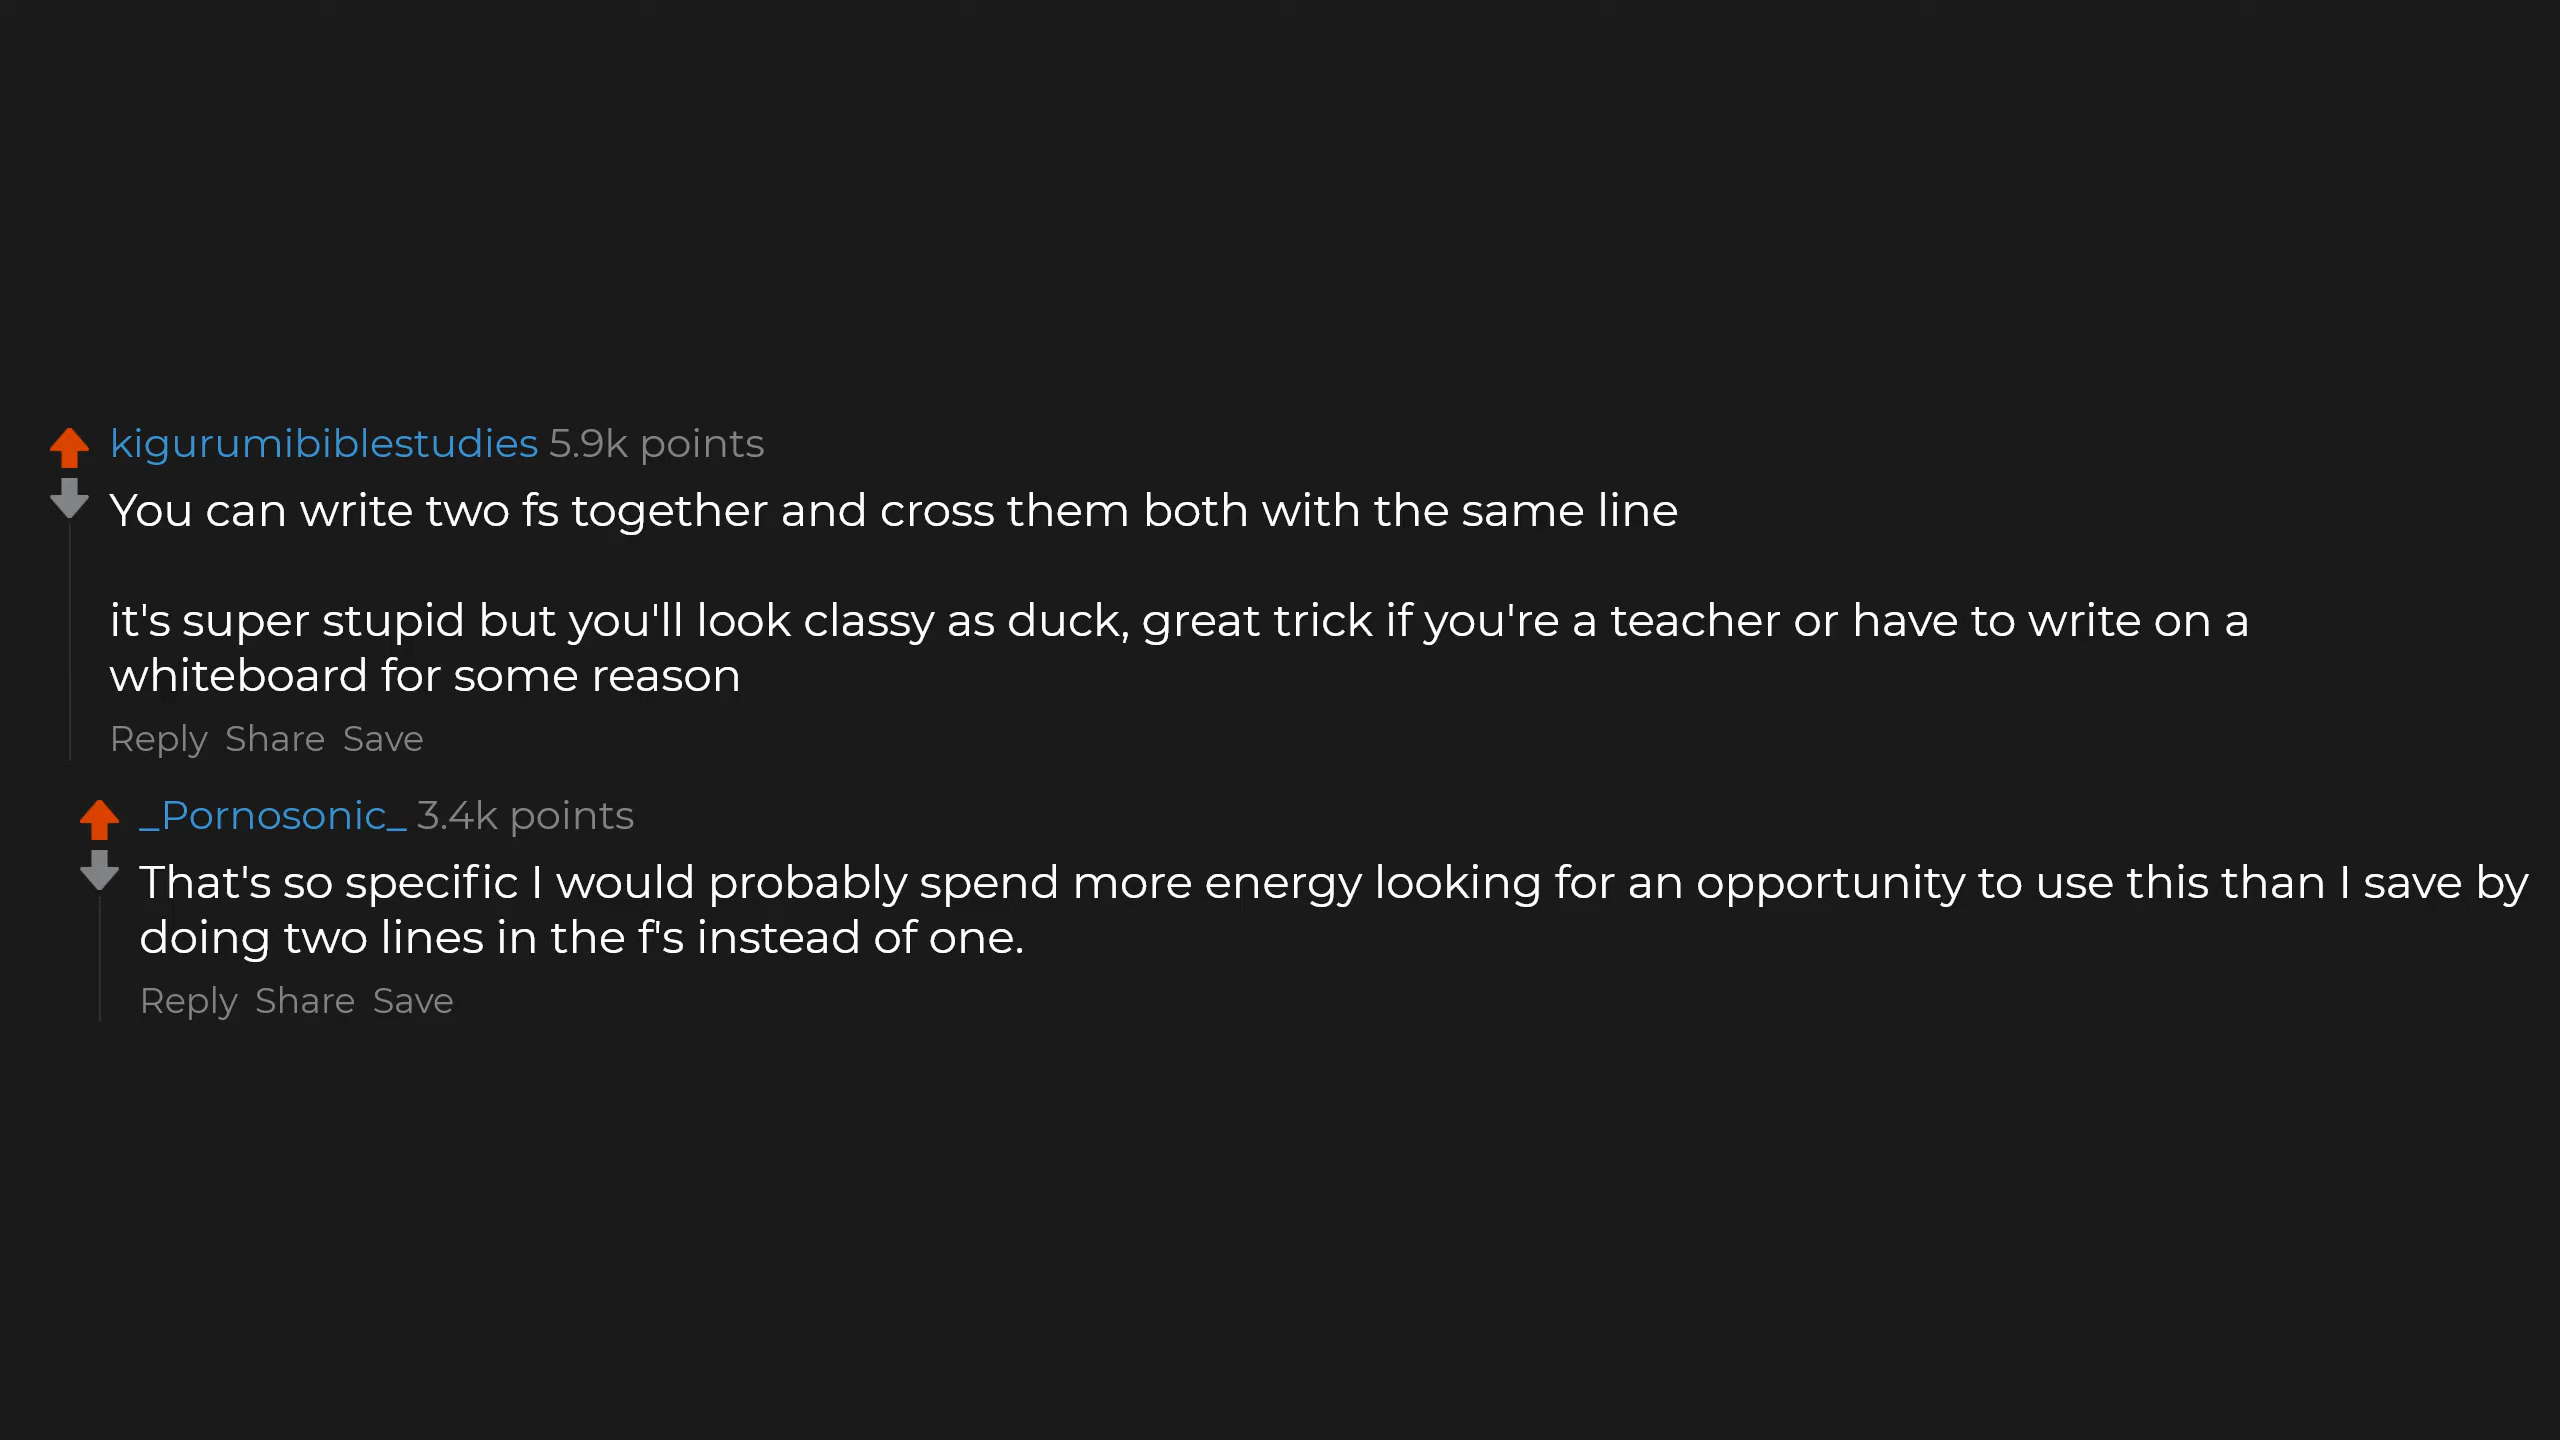 kigurumibiblestudies 5.9k points
You can write two fs together and cross them both with the same line
it's super stupid but you'll look classy as duck, great trick if you're a teacher or have to write on a
whiteboard for some reason
Reply Share Save
_Pornosonic_ 3.4k points
That's so specific I would probably spend more energy looking for an opportunity to use this than I save by
doing two lines in the f's instead of one.
Reply Share Save